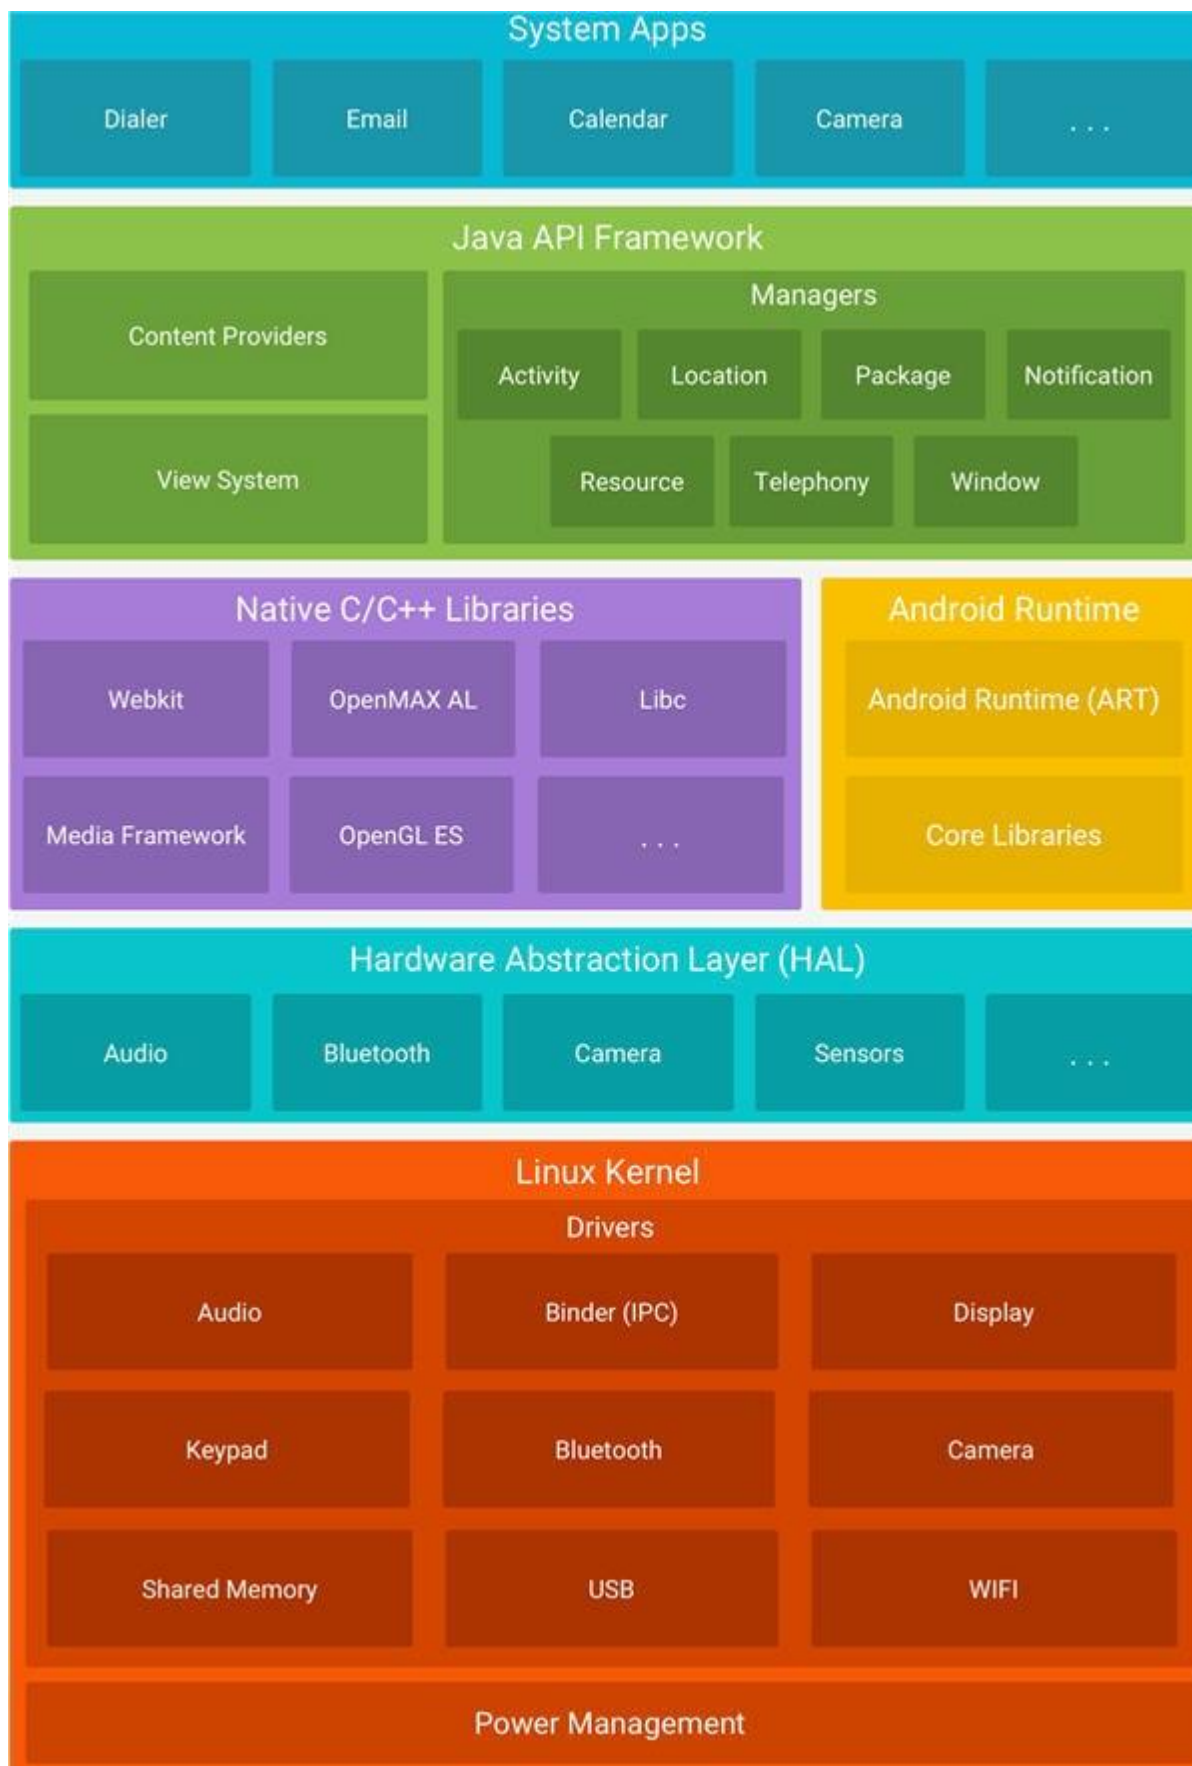 System Apps
Dialer Email Calendar Camera . . .
Java API Framework
Content Providers
View System
Managers
Activity Location Package Notification
Resource Telephony Window
Native C/C++ Libraries
Webkit OpenMAX AL Libc
Media Framework OpenGL ES . . .
Android Runtime
Android Runtime (ART)
Core Libraries
Hardware Abstraction Layer (HAL)
Audio Bluetooth Camera Sensors . . .
Linux Kernel
Drivers
Audio Binder (IPC) Display
Keypad Bluetooth Camera
Shared Memory USB WIFI
Power Management